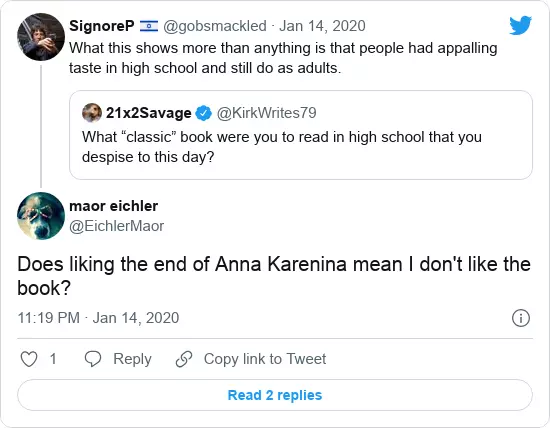 SignoreP 🇮🇱 @gobsmackled · Jan 14, 2020
What this shows more than anything is that people had appalling
taste in high school and still do as adults.
21x2Savage @KirkWrites79
What “classic” book were you to read in high school that you
despise to this day?
maor eichler
@EichlerMaor
Does liking the end of Anna Karenina mean I don't like the
book?
11:19 PM · Jan 14, 2020
1 Reply Copy link to Tweet
Read 2 replies